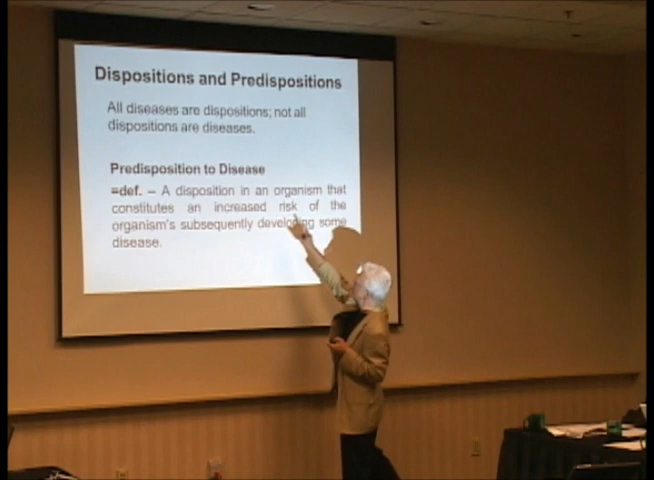 Dispositions and Predispositions
All diseases are dispositions; not all
dispositions are diseases.
Predisposition to Disease
=def. – A disposition in an organism that
constitutes an increased risk of the
organism's subsequently developing some
disease.